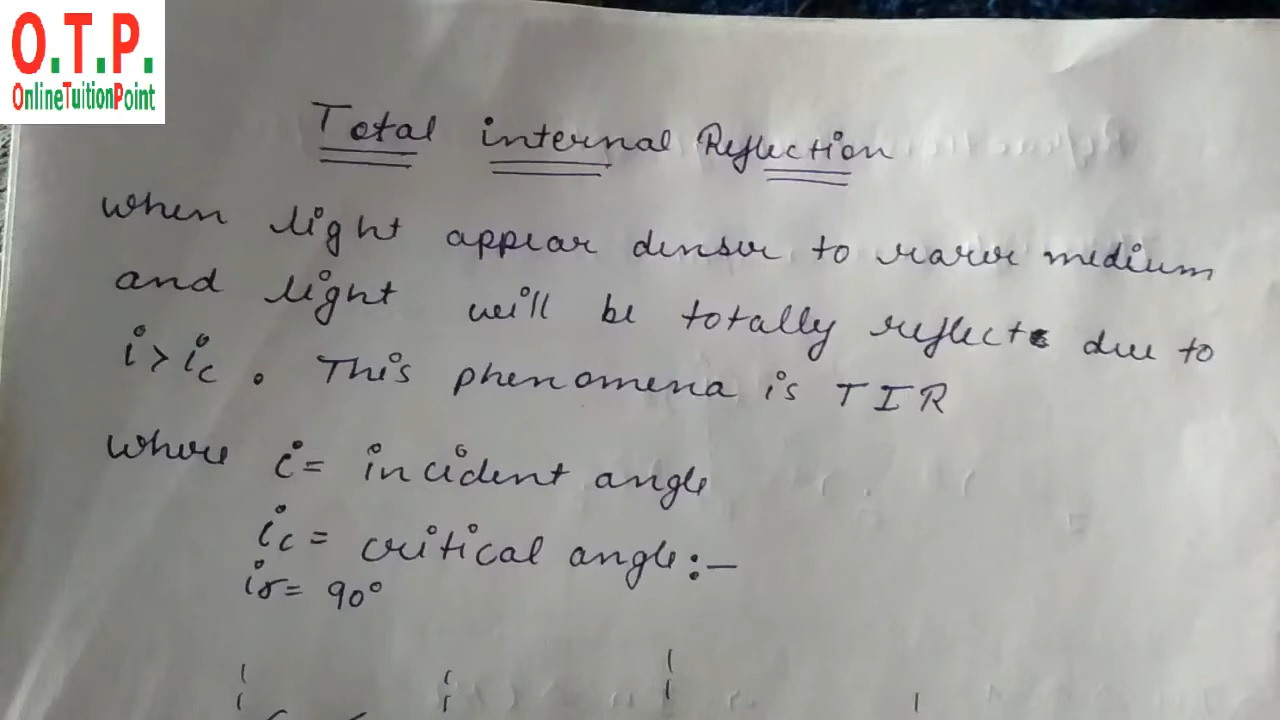 O.T.P.
OnlineTuitionPoint
Total internal Reflection
when light appear denser to rarer medium
and light will be totally reflect due to
i > ic . This phenomena is TIR
where i = incident angle
ic = critical angle :-
ir = 90°